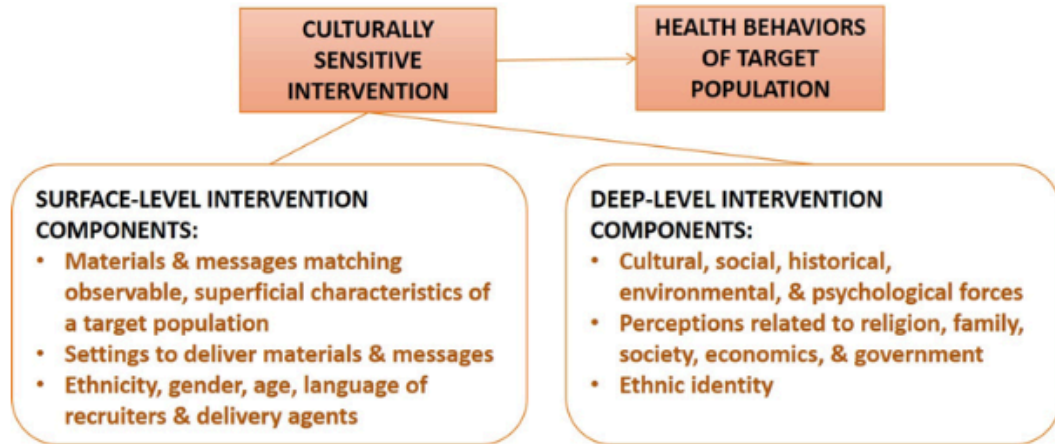 CULTURALLY
SENSITIVE
INTERVENTION
HEALTH BEHAVIORS
OF TARGET
POPULATION
SURFACE-LEVEL INTERVENTION
COMPONENTS:
• Materials & messages matching
observable, superficial characteristics of
a target population
• Settings to deliver materials & messages
• Ethnicity, gender, age, language of
recruiters & delivery agents
DEEP-LEVEL INTERVENTION
COMPONENTS:
• Cultural, social, historical,
environmental, & psychological forces
• Perceptions related to religion, family,
society, economics, & government
• Ethnic identity